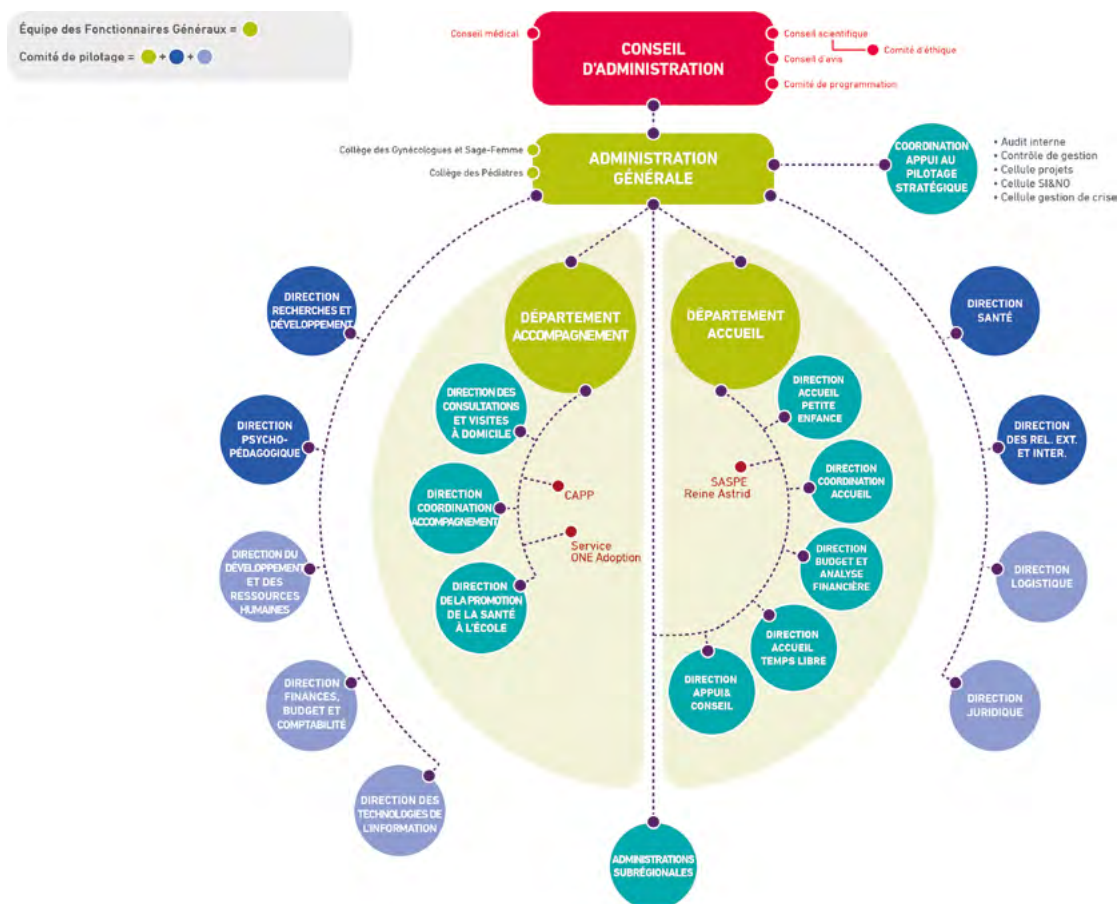 Équipe des Fonctionnaires Généraux =
Comité de pilotage = + +
Conseil médical
CONSEIL
D'ADMINISTRATION
Conseil scientifique
Comité d'éthique
Conseil d'avis
Comité de programmation
Collège des Gynécologues et Sage-Femme
Collège des Pédiatres
ADMINISTRATION
GÉNÉRALE
COORDINATION
APPUI AU
PILOTAGE
STRATÉGIQUE
• Audit interne
• Contrôle de gestion
• Cellule projets
• Cellule SI&NO
• Cellule gestion de crise
DIRECTION
RECHERCHES ET
DÉVELOPPEMENT
DIRECTION
PSYCHO-
PÉDAGOGIQUE
DIRECTION DU
DÉVELOPPEMENT
ET DES
RESSOURCES
HUMAINES
DIRECTION
FINANCES,
BUDGET ET
COMPTABILITÉ
DIRECTION DES
TECHNOLOGIES DE
L'INFORMATION
DÉPARTEMENT
ACCOMPAGNEMENT
DIRECTION DES
CONSULTATIONS
ET VISITES
À DOMICILE
CAPP
DIRECTION
COORDINATION
ACCOMPAGNEMENT
Service
ONE Adoption
DIRECTION
DE LA PROMOTION
DE LA SANTÉ
À L'ÉCOLE
DÉPARTEMENT
ACCUEIL
DIRECTION
ACCUEIL
PETITE
ENFANCE
SASPE
Reine Astrid
DIRECTION
COORDINATION
ACCUEIL
DIRECTION
BUDGET ET
ANALYSE
FINANCIÈRE
DIRECTION
ACCUEIL
TEMPS LIBRE
DIRECTION
APPUI&
CONSEIL
ADMINISTRATIONS
SUBRÉGIONALES
DIRECTION
SANTÉ
DIRECTION
DES REL. EXT.
ET INTER.
DIRECTION
LOGISTIQUE
DIRECTION
JURIDIQUE